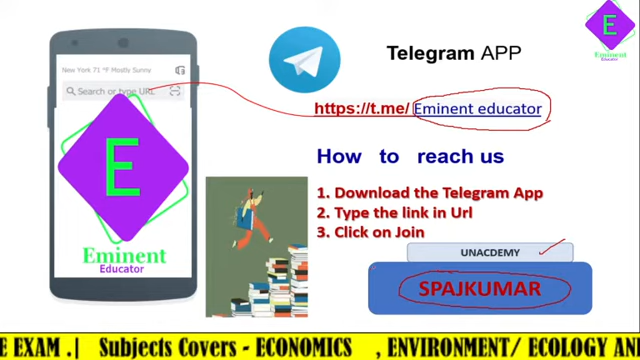 New York 71 °F Mostly Sunny
Search or type URL
E
Eminent
Educator
Telegram APP
https://t.me/ Eminent educator
How to reach us
1. Download the Telegram App
2. Type the link in Url
3. Click on Join
UNACDEMY
SPAJKUMAR
E
Eminent
Educator
E EXAM .| Subjects Covers - ECONOMICS , ENVIRONMENT/ ECOLOGY AN